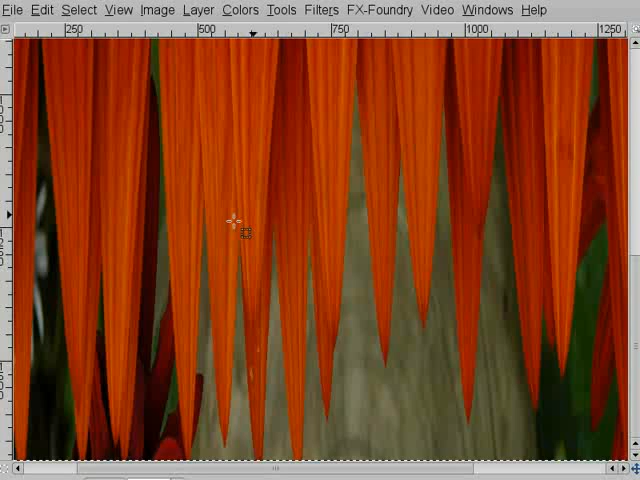 File Edit Select View Image Layer Colors Tools Filters FX-Foundry Video Windows Help
250 500 750 1000 1250